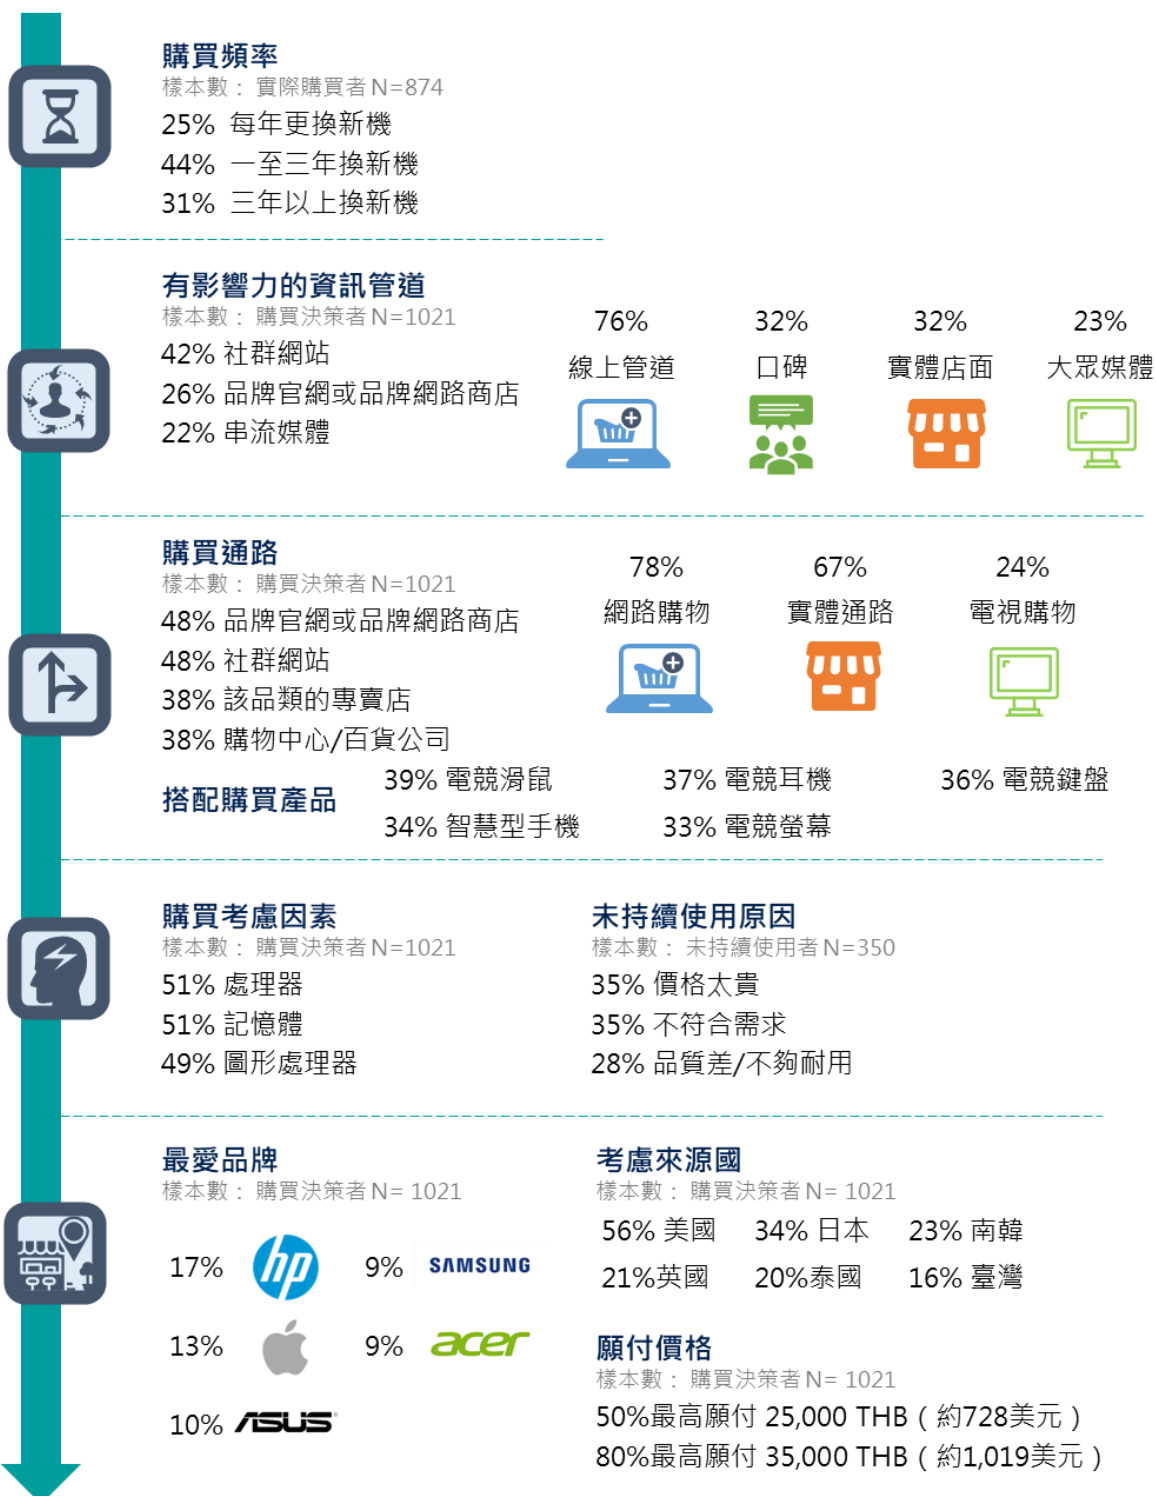 購買頻率
樣本數： 實際購買者 N=874
25% 每年更換新機
44% 一至三年換新機
31% 三年以上換新機
有影響力的資訊管道
樣本數： 購買決策者 N=1021
42% 社群網站
26% 品牌官網或品牌網路商店
22% 串流媒體
76% 32% 32% 23%
線上管道 口碑 實體店面 大眾媒體
購買通路
樣本數： 購買決策者 N=1021
48% 品牌官網或品牌網路商店
48% 社群網站
38% 該品類的專賣店
38% 購物中心/百貨公司
78% 67% 24%
網路購物 實體通路 電視購物
搭配購買產品
39% 電競滑鼠 37% 電競耳機 36% 電競鍵盤
34% 智慧型手機 33% 電競螢幕
購買考慮因素
樣本數： 購買決策者 N=1021
51% 處理器
51% 記憶體
49% 圖形處理器
未持續使用原因
樣本數： 未持續使用者 N=350
35% 價格太貴
35% 不符合需求
28% 品質差/不夠耐用
最愛品牌
樣本數： 購買決策者 N= 1021
17% hp 9% SAMSUNG
13% 9% acer
10% ASUS
考慮來源國
樣本數： 購買決策者 N= 1021
56% 美國 34% 日本 23% 南韓
21%英國 20%泰國 16% 臺灣
願付價格
樣本數： 購買決策者 N= 1021
50%最高願付 25,000 THB（約728美元）
80%最高願付 35,000 THB（約1,019美元）